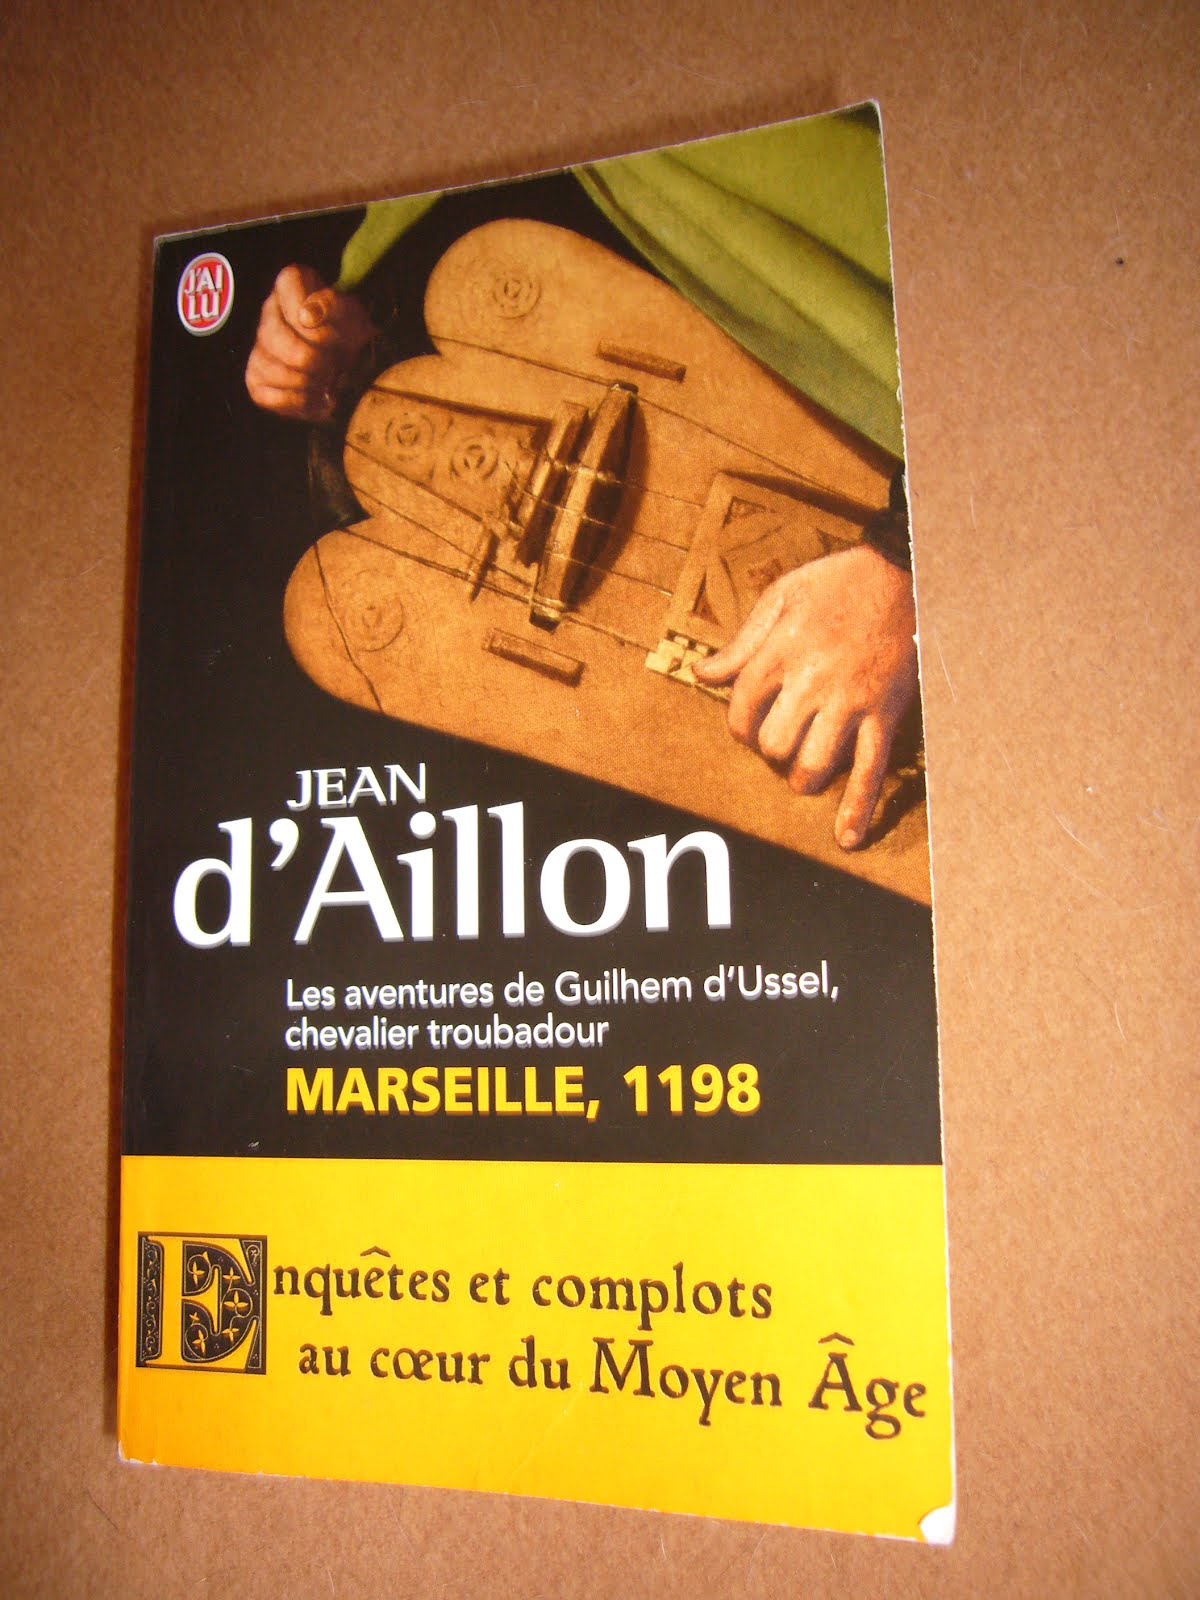 J'AI
LU
JEAN
d'Aillon
Les aventures de Guilhem d'Ussel,
chevalier troubadour
MARSEILLE, 1198
Enquêtes et complots
au cœur du Moyen Âge